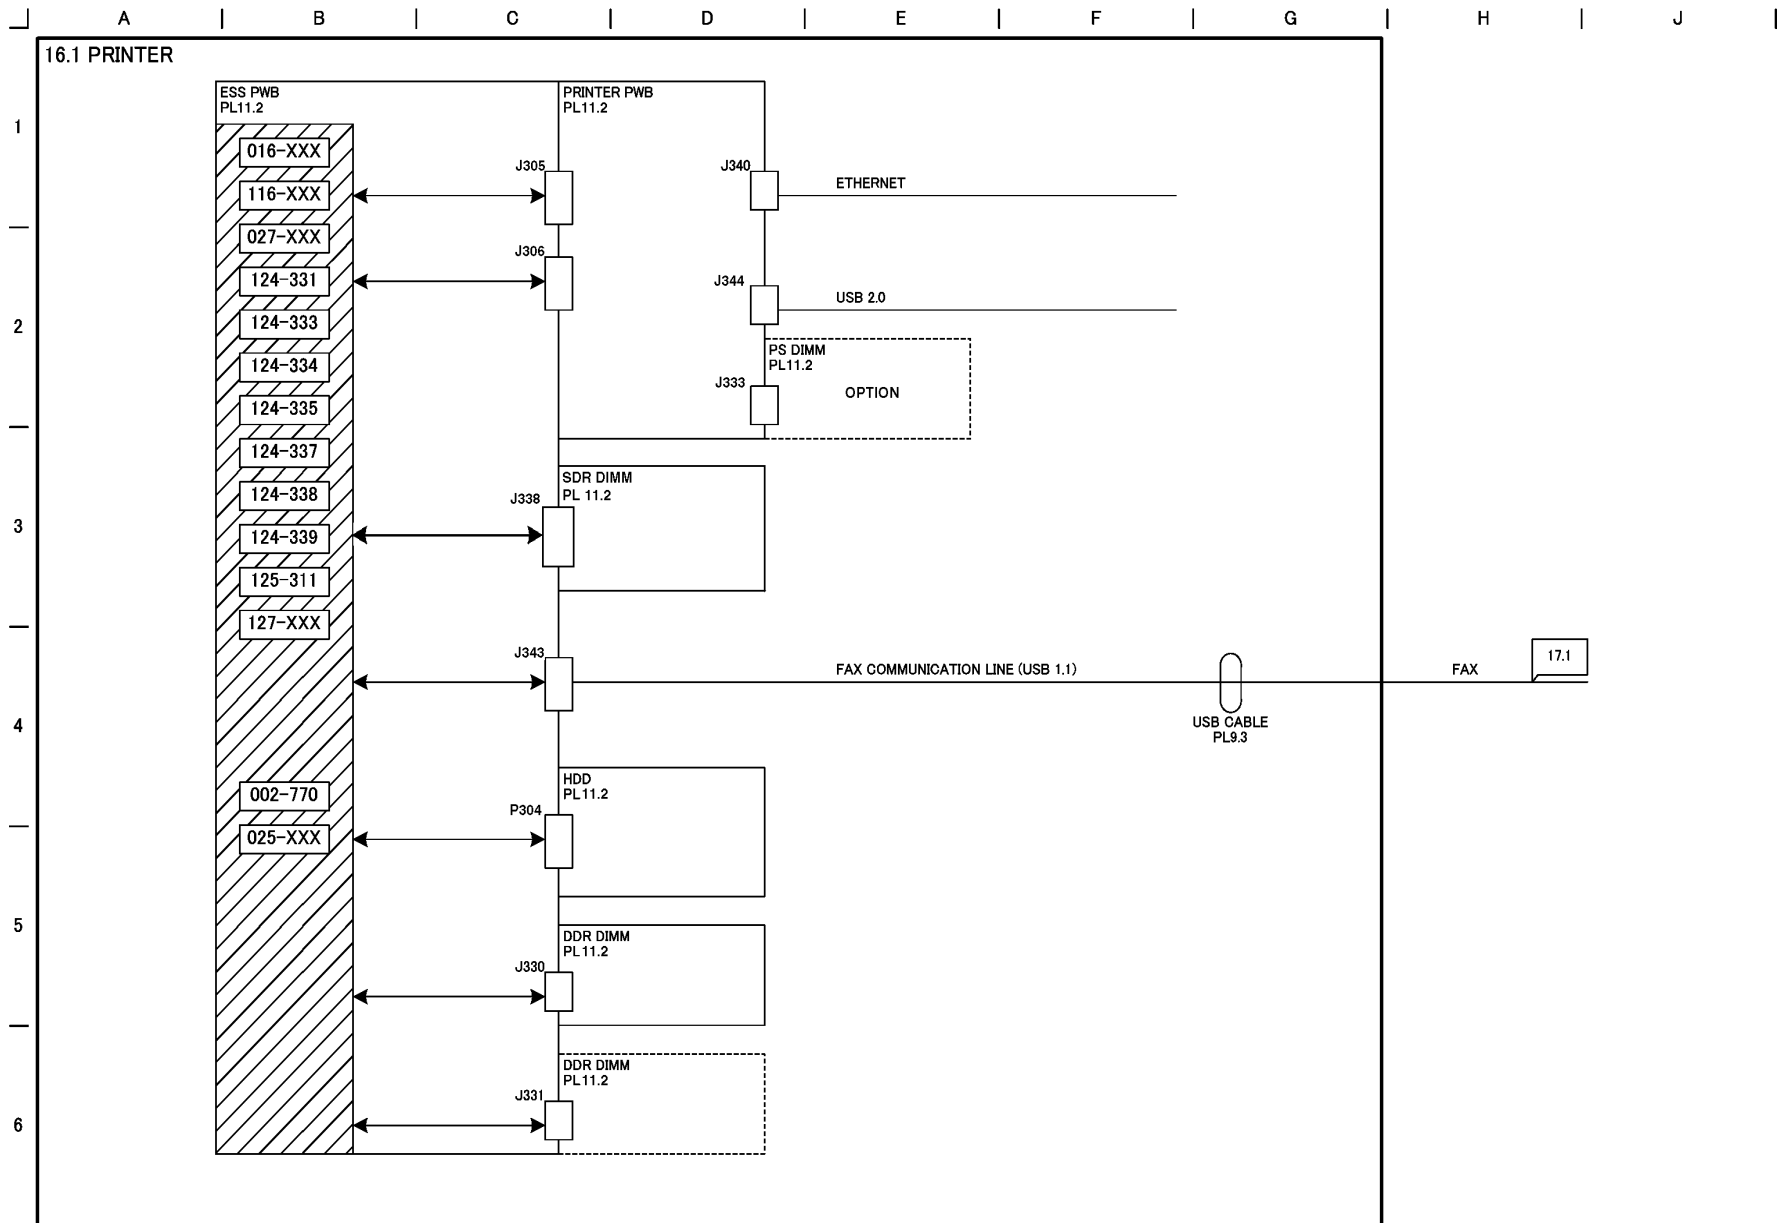 A B C D E F G H J
16.1 PRINTER
ESS PWB
PL11.2
PRINTER PWB
PL11.2
1
016-XXX
J305
J340
116-XXX
ETHERNET
027-XXX
J306
124-331
J344
USB 2.0
2
124-333
PS DIMM
PL11.2
124-334
J333
OPTION
124-335
124-337
SDR DIMM
PL 11.2
124-338
J338
3
124-339
125-311
127-XXX
J343
FAX COMMUNICATION LINE (USB 1.1)
FAX
17.1
USB CABLE
PL9.3
4
HDD
PL11.2
002-770
P304
025-XXX
5
DDR DIMM
PL11.2
J330
DDR DIMM
PL11.2
J331
6